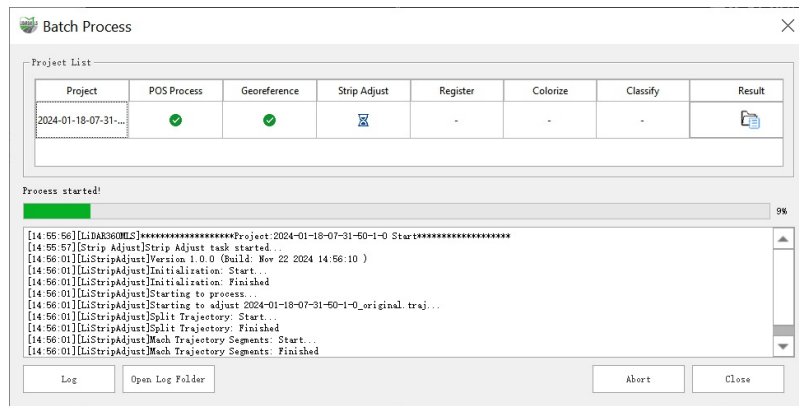 Batch Process
Project List
Project POS Process Georeference Strip Adjust Register Colorize Classify Result
2024-01-18-07-31-... - - -
Process started!
9%
[14:55:56][LiDAR360MLS]*******************Project:2024-01-18-07-31-50-1-0 Start*******************
[14:55:57][Strip Adjust]Strip Adjust task started...
[14:56:01][LiStripAdjust]Version 1.0.0 (Build: Nov 22 2024 14:56:10 )
[14:56:01][LiStripAdjust]Initialization: Start...
[14:56:01][LiStripAdjust]Initialization: Finished
[14:56:01][LiStripAdjust]Starting to process...
[14:56:01][LiStripAdjust]Starting to adjust 2024-01-18-07-31-50-1-0_original.traj...
[14:56:01][LiStripAdjust]Split Trajectory: Start...
[14:56:01][LiStripAdjust]Split Trajectory: Finished
[14:56:01][LiStripAdjust]Mach Trajectory Segments: Start...
[14:56:01][LiStripAdjust]Mach Trajectory Segments: Finished
Log Open Log Folder Abort Close